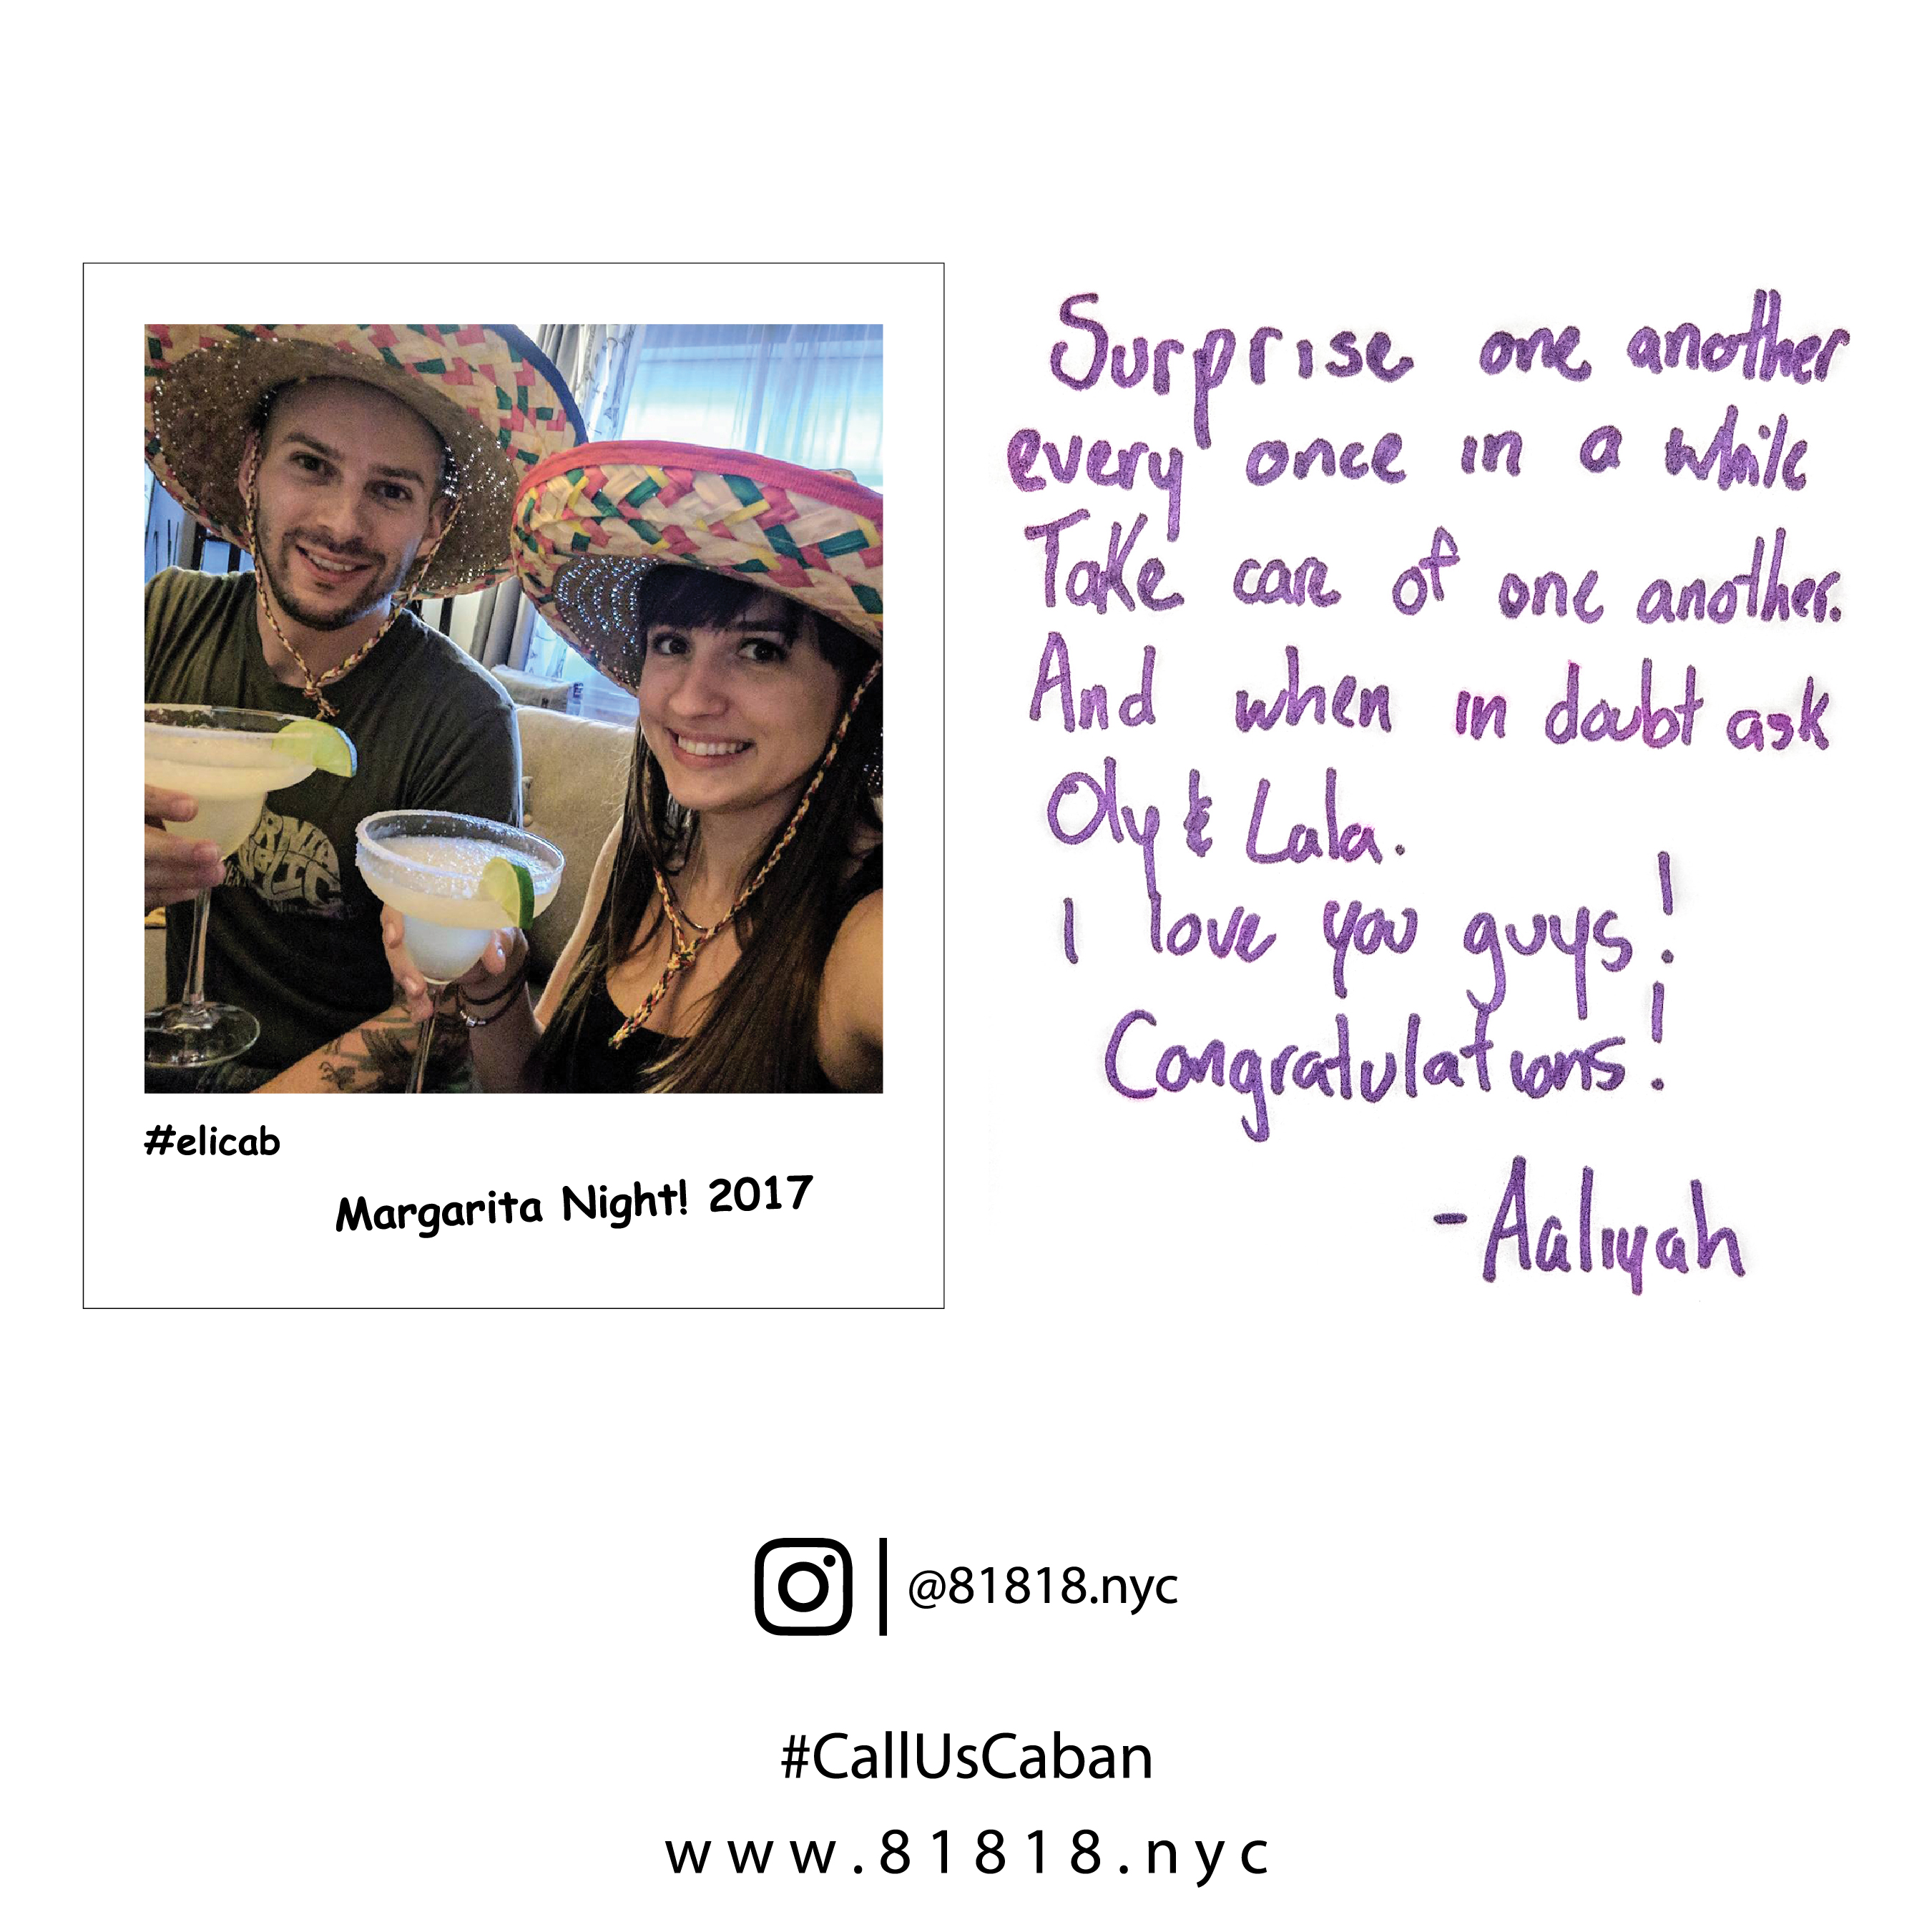 #elicab
Margarita Night! 2017
Surprise one another
every once in a while
Take care of one another.
And when in doubt ask
Oly & Lala.
I love you guys!
Congratulations!
-Aaliyah
@81818.nyc
#CallUsCaban
www.81818.nyc